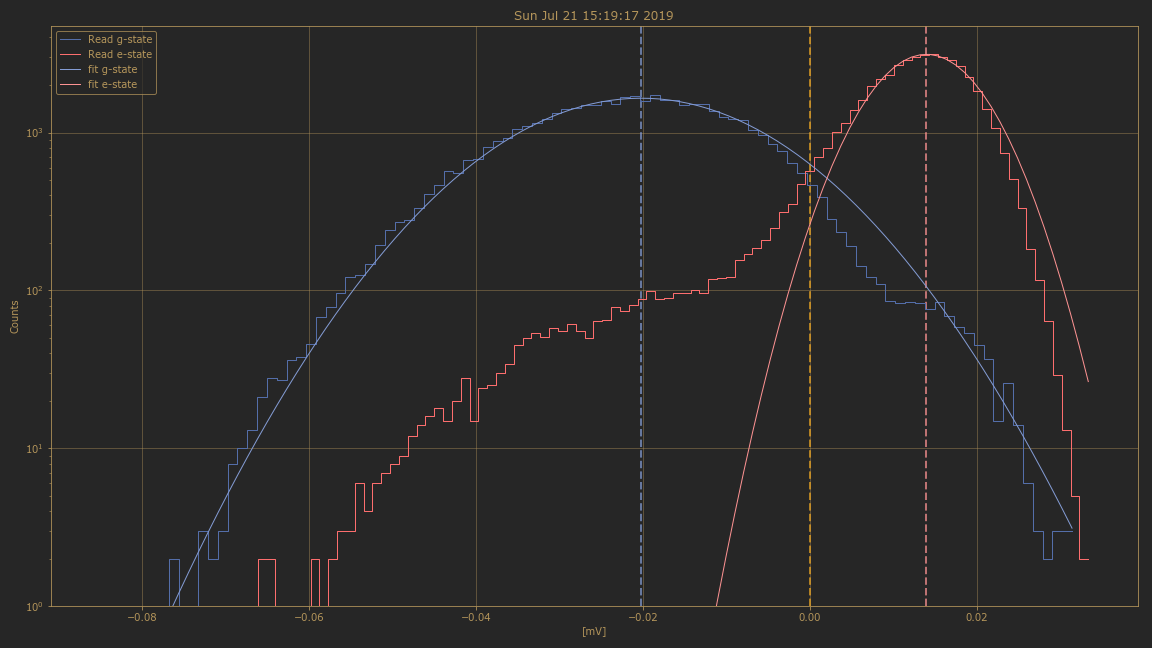 Sun Jul 21 15:19:17 2019
Read g-state
Read e-state
fit g-state
fit e-state
Counts
10³
10²
10¹
10⁰
−0.08
−0.06
−0.04
−0.02
0.00
0.02
[mV]